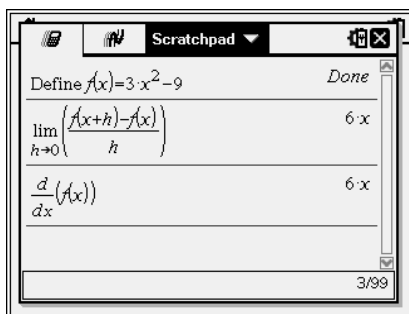 Scratchpad
Define f(x)=3·x²−9 Done
lim h→0 (f(x+h)−f(x) / h) 6·x
d/dx (f(x)) 6·x
3/99